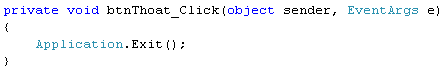 private void btnThoat_Click(object sender, EventArgs e)
{
    Application.Exit();
}